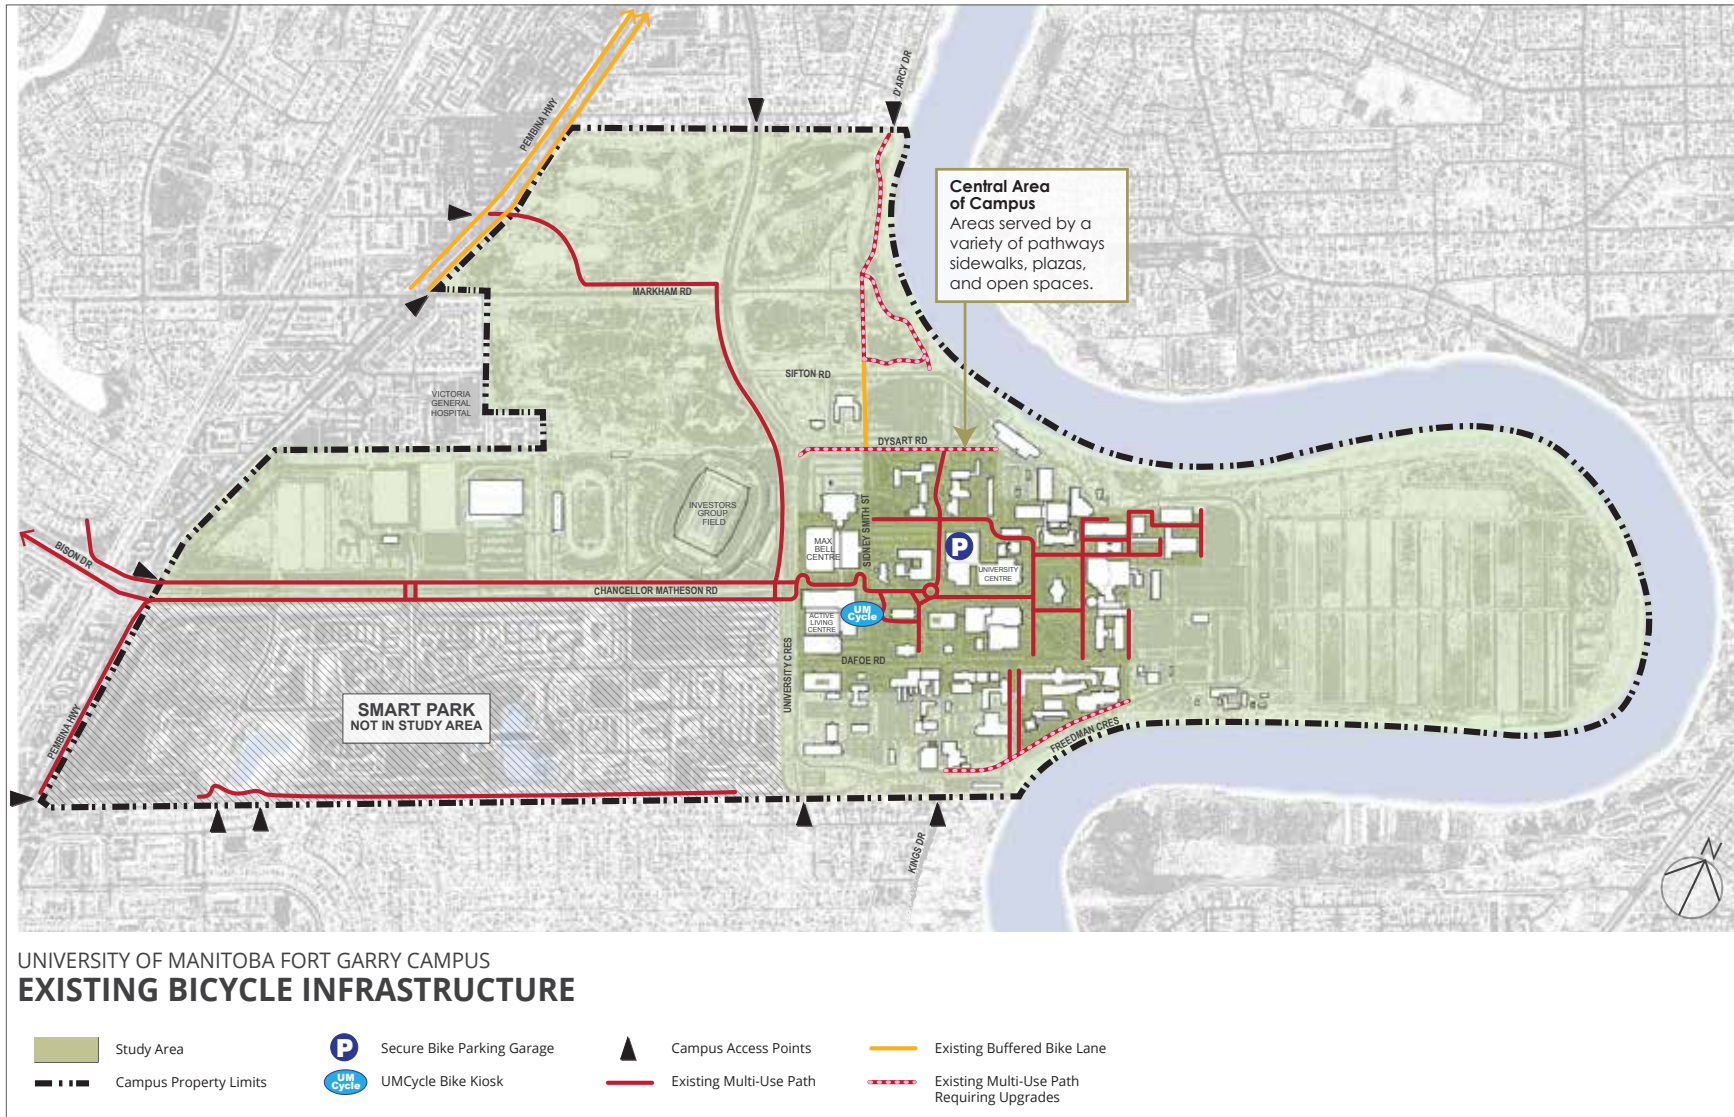 PEMBINA HWY
D'ARCY DR
Central Area
of Campus
Areas served by a
variety of pathways
sidewalks, plazas,
and open spaces.
MARKHAM RD
SIFTON RD
VICTORIA
GENERAL
HOSPITAL
DYSART RD
INVESTORS
GROUP
FIELD
SIDNEY SMITH ST
MAX
BELL
CENTRE
P
UNIVERSITY
CENTRE
BISON DR
CHANCELLOR MATHESON RD
ACTIVE
LIVING
CENTRE
UM
Cycle
UNIVERSITY CRES
DAFOE RD
SMART PARK
NOT IN STUDY AREA
PEMBINA HWY
FREEDMAN CRES
KINGS DR
N
UNIVERSITY OF MANITOBA FORT GARRY CAMPUS
EXISTING BICYCLE INFRASTRUCTURE
Study Area
P
Secure Bike Parking Garage
Campus Access Points
Existing Buffered Bike Lane
Campus Property Limits
UM
Cycle
UMCycle Bike Kiosk
Existing Multi-Use Path
Existing Multi-Use Path
Requiring Upgrades